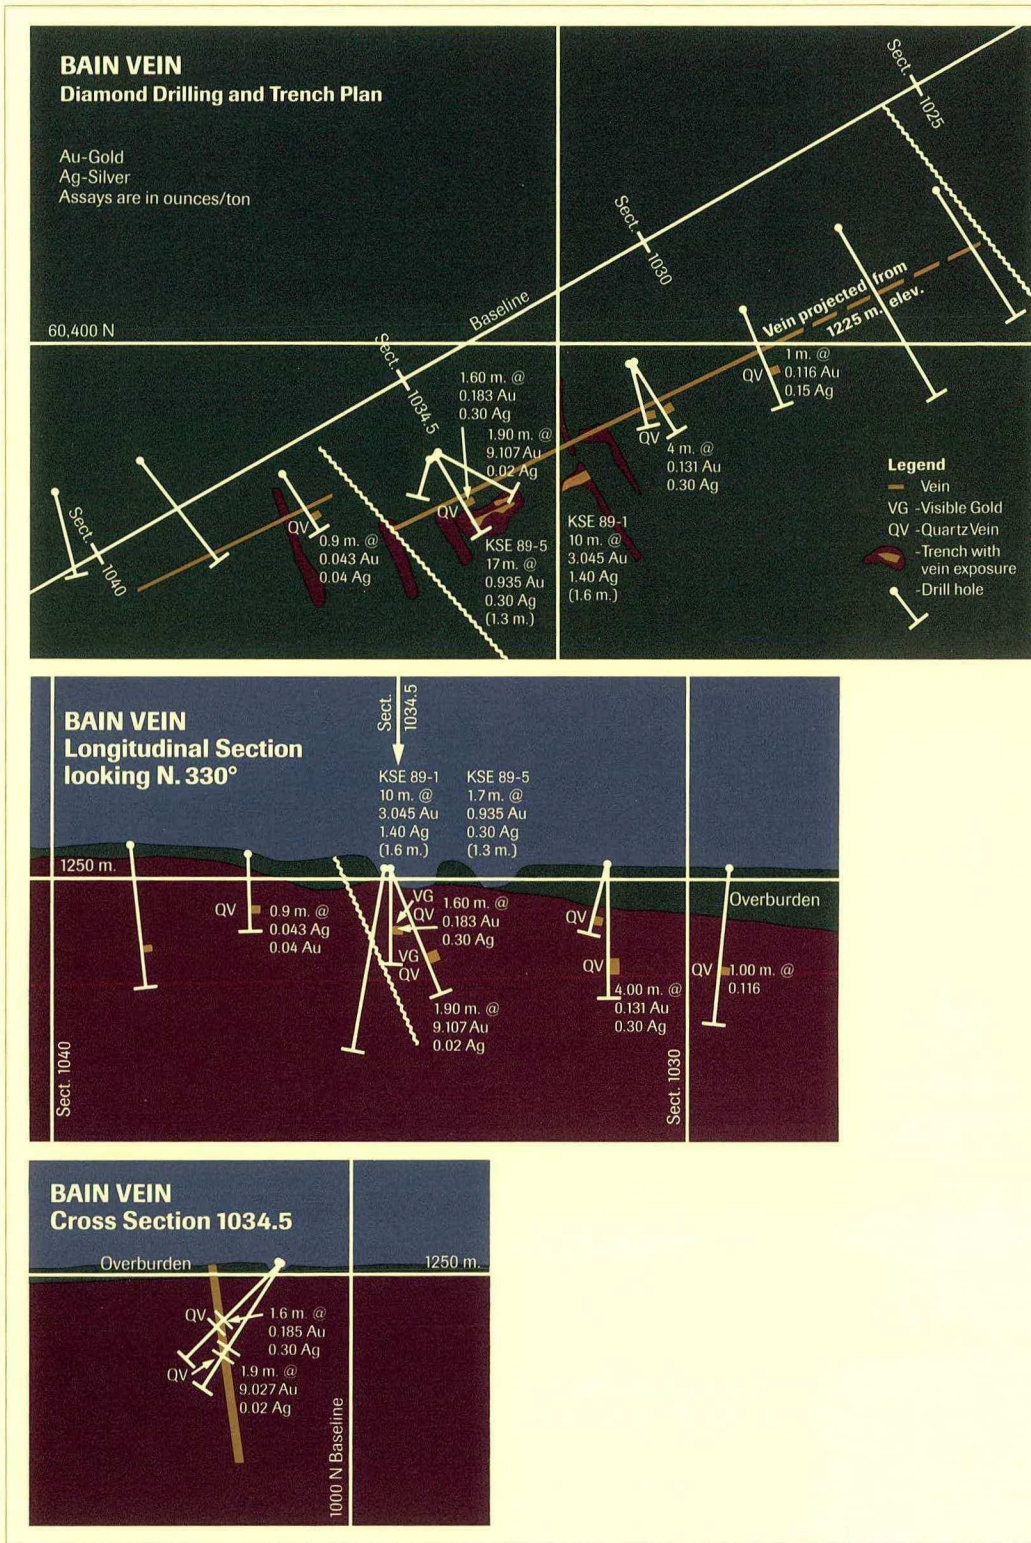 BAIN VEIN
Diamond Drilling and Trench Plan
Au-Gold
Ag-Silver
Assays are in ounces/ton
Sect.
1025
Sect.
1030
Baseline
60,400 N
Vein projected from
1225 m. elev.
Sect.
1034.5
1.60 m. @
0.183 Au
0.30 Ag
1.90 m. @
9.107 Au
0.02 Ag
QV
1 m. @
0.116 Au
0.15 Ag
QV
4 m. @
0.131 Au
0.30 Ag
QV
QV
0.9 m. @
0.043 Au
0.04 Ag
KSE 89-5
17 m. @
0.935 Au
0.30 Ag
(1.3 m.)
KSE 89-1
10 m. @
3.045 Au
1.40 Ag
(1.6 m.)
Sect.
1040
Legend
Vein
VG -Visible Gold
QV -Quartz Vein
-Trench with
vein exposure
-Drill hole
BAIN VEIN
Longitudinal Section
looking N. 330°
Sect.
1034.5
KSE 89-1
10 m. @
3.045 Au
1.40 Ag
(1.6 m.)
KSE 89-5
1.7 m. @
0.935 Au
0.30 Ag
(1.3 m.)
1250 m.
Overburden
QV
0.9 m. @
0.043 Ag
0.04 Au
VG
QV
1.60 m. @
0.183 Au
0.30 Ag
VG
QV
1.90 m. @
9.107 Au
0.02 Ag
QV
QV
4.00 m. @
0.131 Au
0.30 Ag
QV
1.00 m. @
0.116
Sect. 1040
Sect. 1030
BAIN VEIN
Cross Section 1034.5
Overburden
1250 m.
QV
1.6 m. @
0.185 Au
0.30 Ag
QV
1.9 m. @
9.027 Au
0.02 Ag
1000 N Baseline